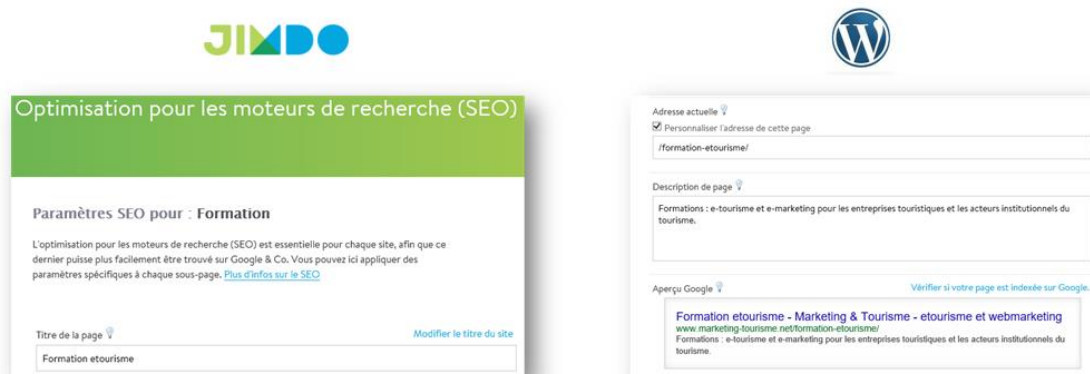 JIMDO
W
Optimisation pour les moteurs de recherche (SEO)
Paramètres SEO pour : Formation
L'optimisation pour les moteurs de recherche (SEO) est essentielle pour chaque site, afin que ce
dernier puisse plus facilement être trouvé sur Google & Co. Vous pouvez ici appliquer des
paramètres spécifiques à chaque sous-page. Plus d'infos sur le SEO
Titre de la page
Modifier le titre du site
Formation etourisme
Adresse actuelle
Personnaliser l'adresse de cette page
/formation-etourisme/
Description de page
Formations : e-tourisme et e-marketing pour les entreprises touristiques et les acteurs institutionnels du
tourisme.
Aperçu Google
Vérifier si votre page est indexée sur Google.
Formation etourisme - Marketing & Tourisme - etourisme et webmarketing
www.marketing-tourisme.net/formation-etourisme/
Formations : e-tourisme et e-marketing pour les entreprises touristiques et les acteurs institutionnels du
tourisme.